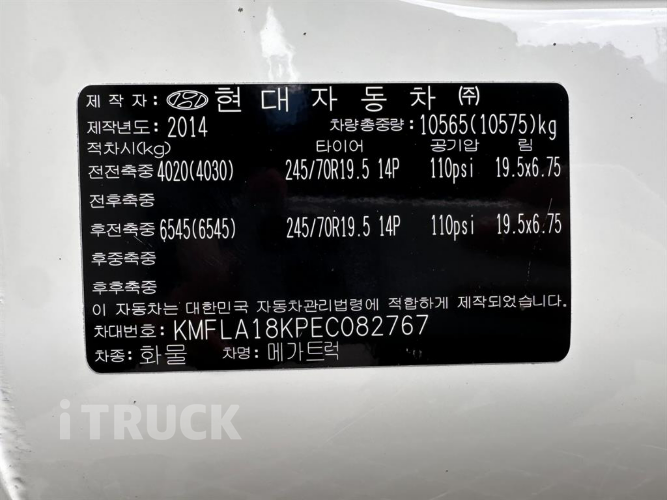 제작자: 현대자동차 ㈜
제작년도: 2014 차량총중량: 10565(10575)kg
적차시(kg) 타이어 공기압 림
전전축중 4020(4030) 245/70R19.5 14P 110psi 19.5x6.75
전후축중
후전축중 6545(6545) 245/70R19.5 14P 110psi 19.5x6.75
후중축중
후후축중
이 자동차는 대한민국 자동차관리법령에 적합하게 제작되었습니다.
차대번호: KMFLA18KPEC082767
차종: 화물 차명: 메가트럭
iTRUCK